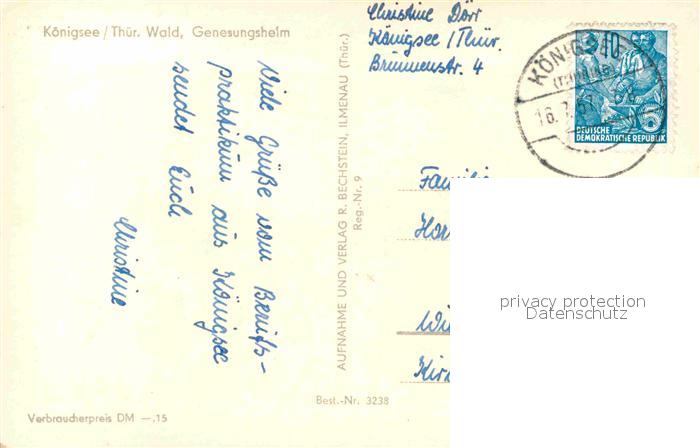 Königsee / Thür. Wald, Genesungsheim
Viele Grüße vom Berufs-
praktikum aus Königsee
sendet Euch
Christine
Verbraucherpreis DM —,15
AUFNAHME UND VERLAG R. BECHSTEIN, ILMENAU (THÜR.)
Reg.-Nr. 9
Best.-Nr. 3238
Christine Dörr
Königsee / Thür.
Brunnenstr. 4
KÖNIGSEE
10
DEUTSCHE
DEMOKRATISCHE REPUBLIK
Familie
privacy protection
Datenschutz